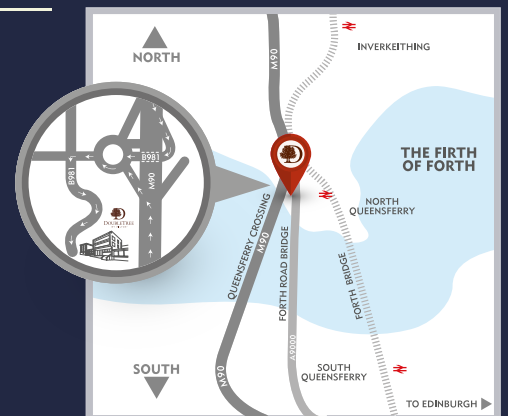 NORTH
M90
INVERKEITHING
B981
B981
M90
DOUBLETREE
THE FIRTH
OF FORTH
NORTH
QUEENSFERRY
QUEENSFERRY CROSSING
M90
FORTH ROAD BRIDGE
FORTH BRIDGE
A9000
M90
SOUTH
SOUTH
QUEENSFERRY
TO EDINBURGH